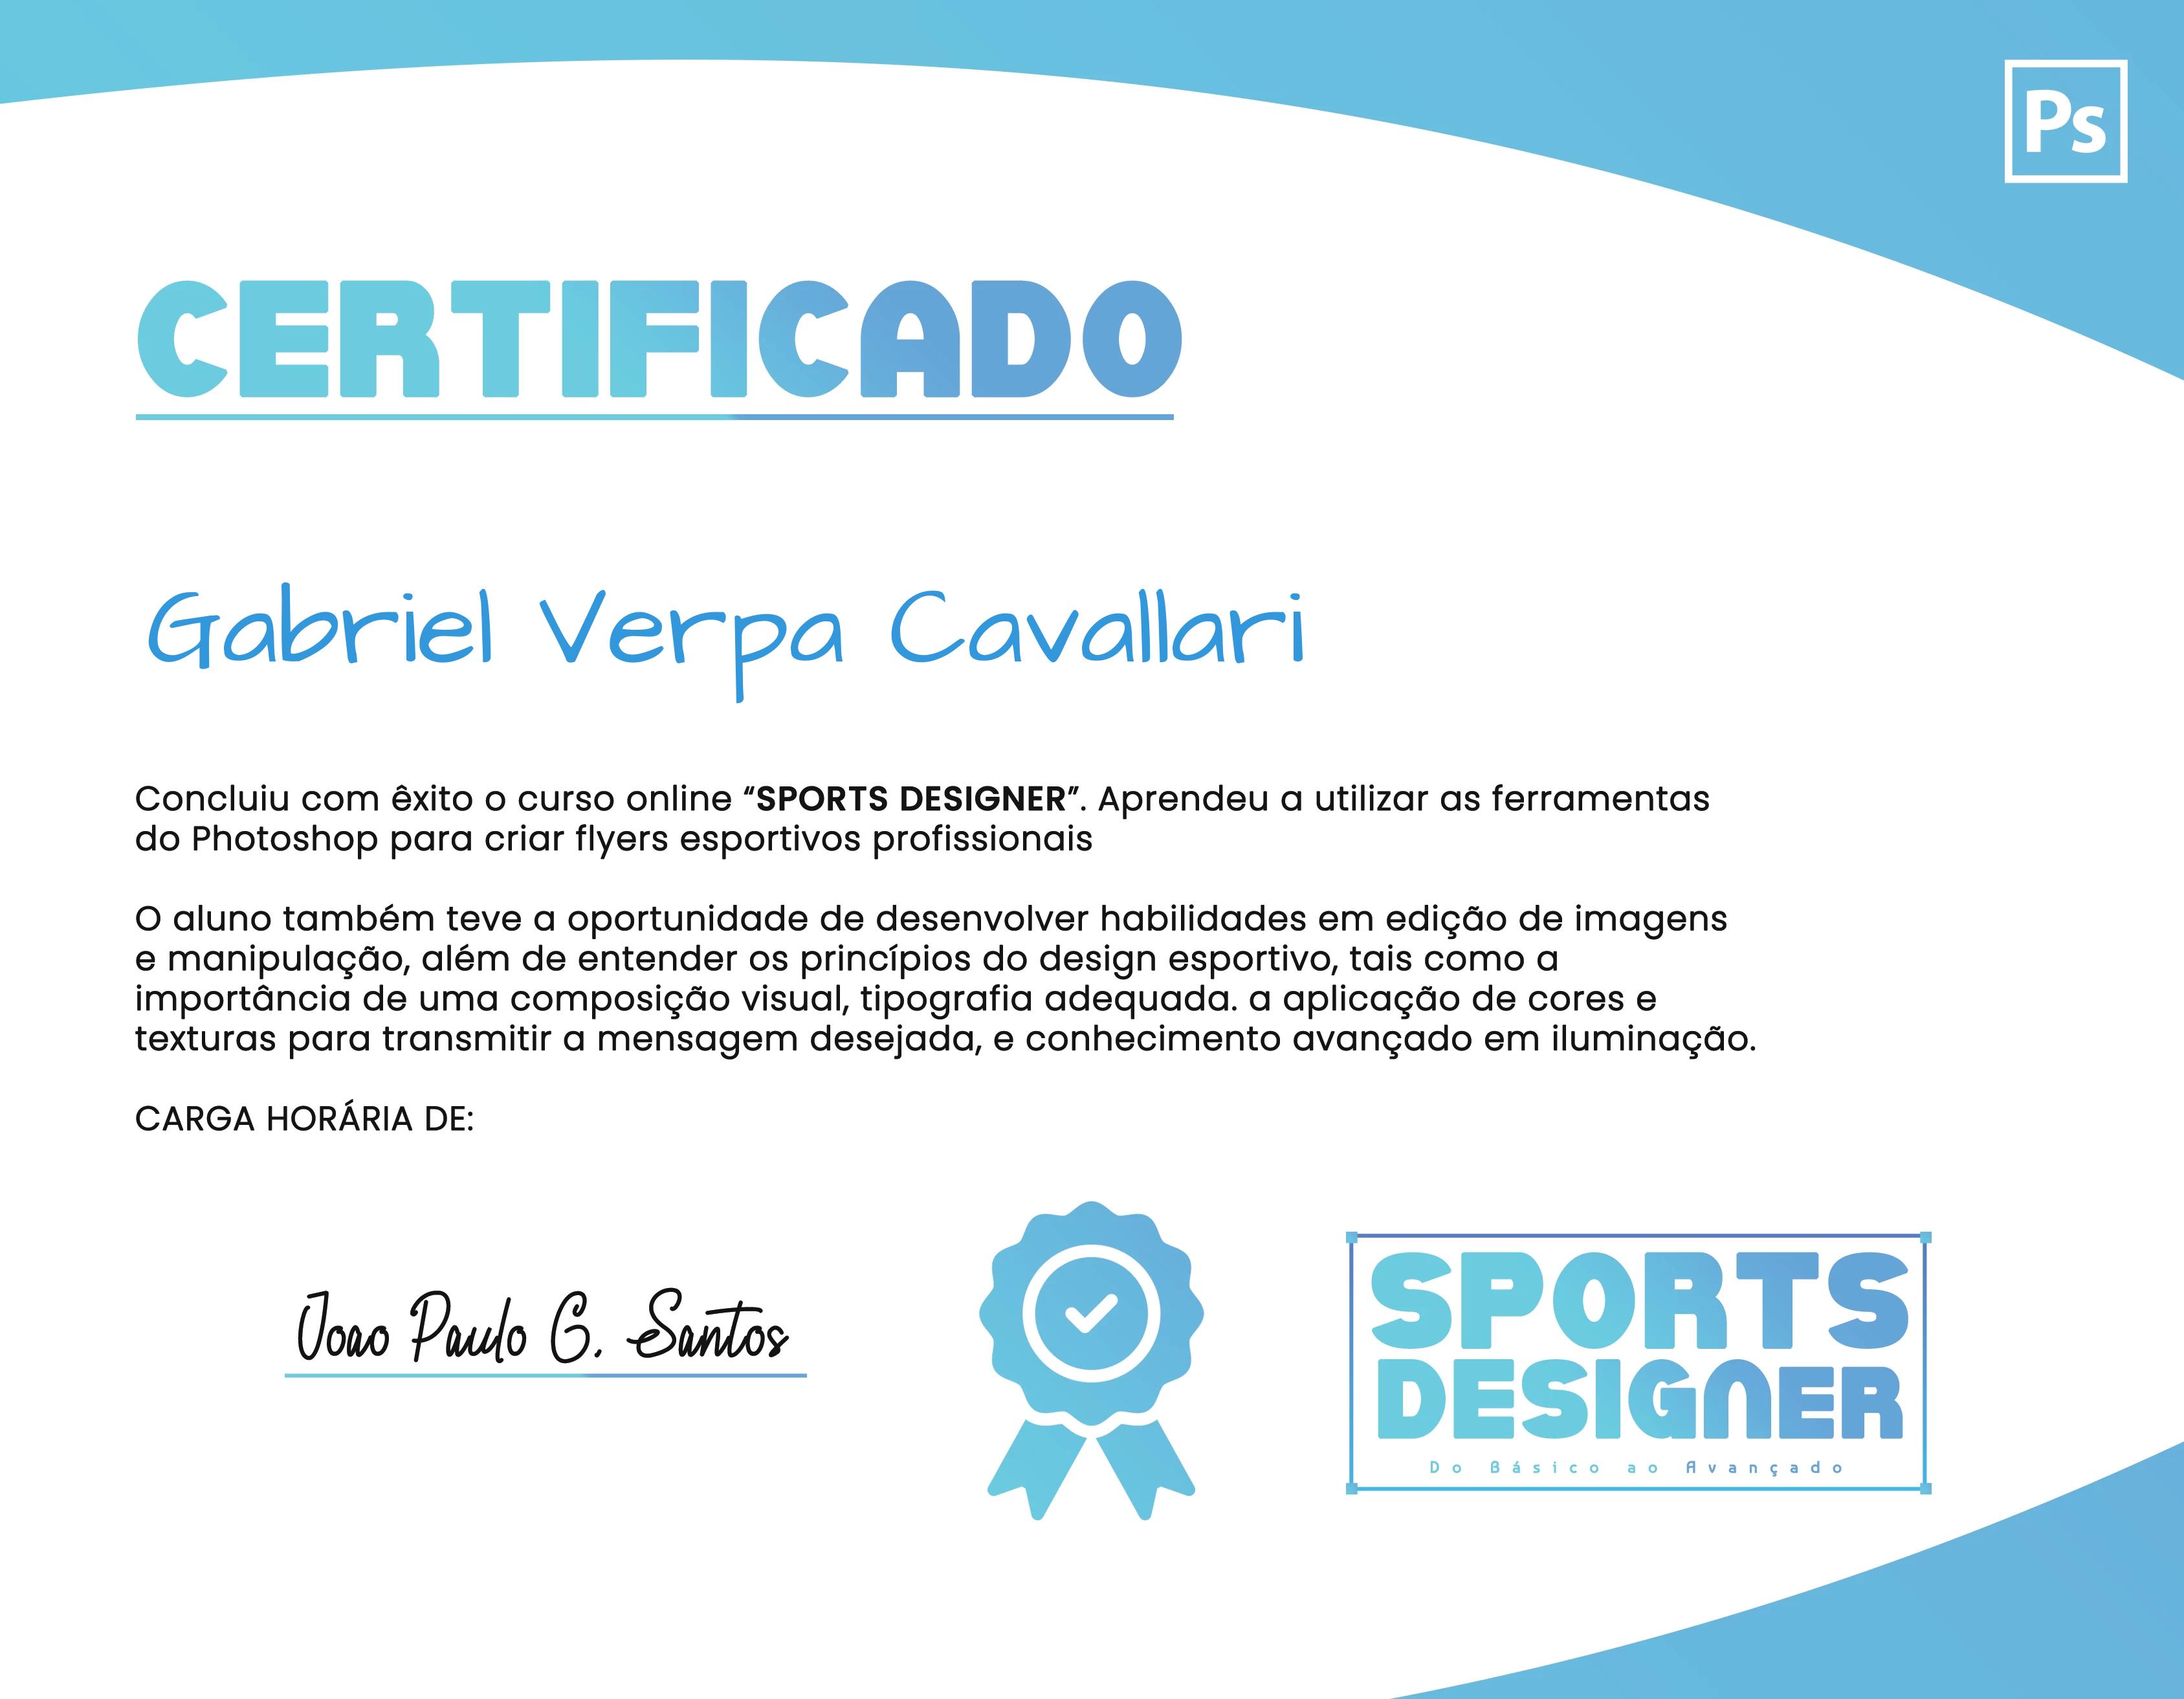 Ps
CERTIFICADO
Gabriel Verpa Cavallari
Concluiu com êxito o curso online “SPORTS DESIGNER”. Aprendeu a utilizar as ferramentas
do Photoshop para criar flyers esportivos profissionais
O aluno também teve a oportunidade de desenvolver habilidades em edição de imagens
e manipulação, além de entender os princípios do design esportivo, tais como a
importância de uma composição visual, tipografia adequada. a aplicação de cores e
texturas para transmitir a mensagem desejada, e conhecimento avançado em iluminação.
CARGA HORÁRIA DE:
Joao Paulo G. Santos
SPORTS
DESIGNER
Do Básico ao Avançado